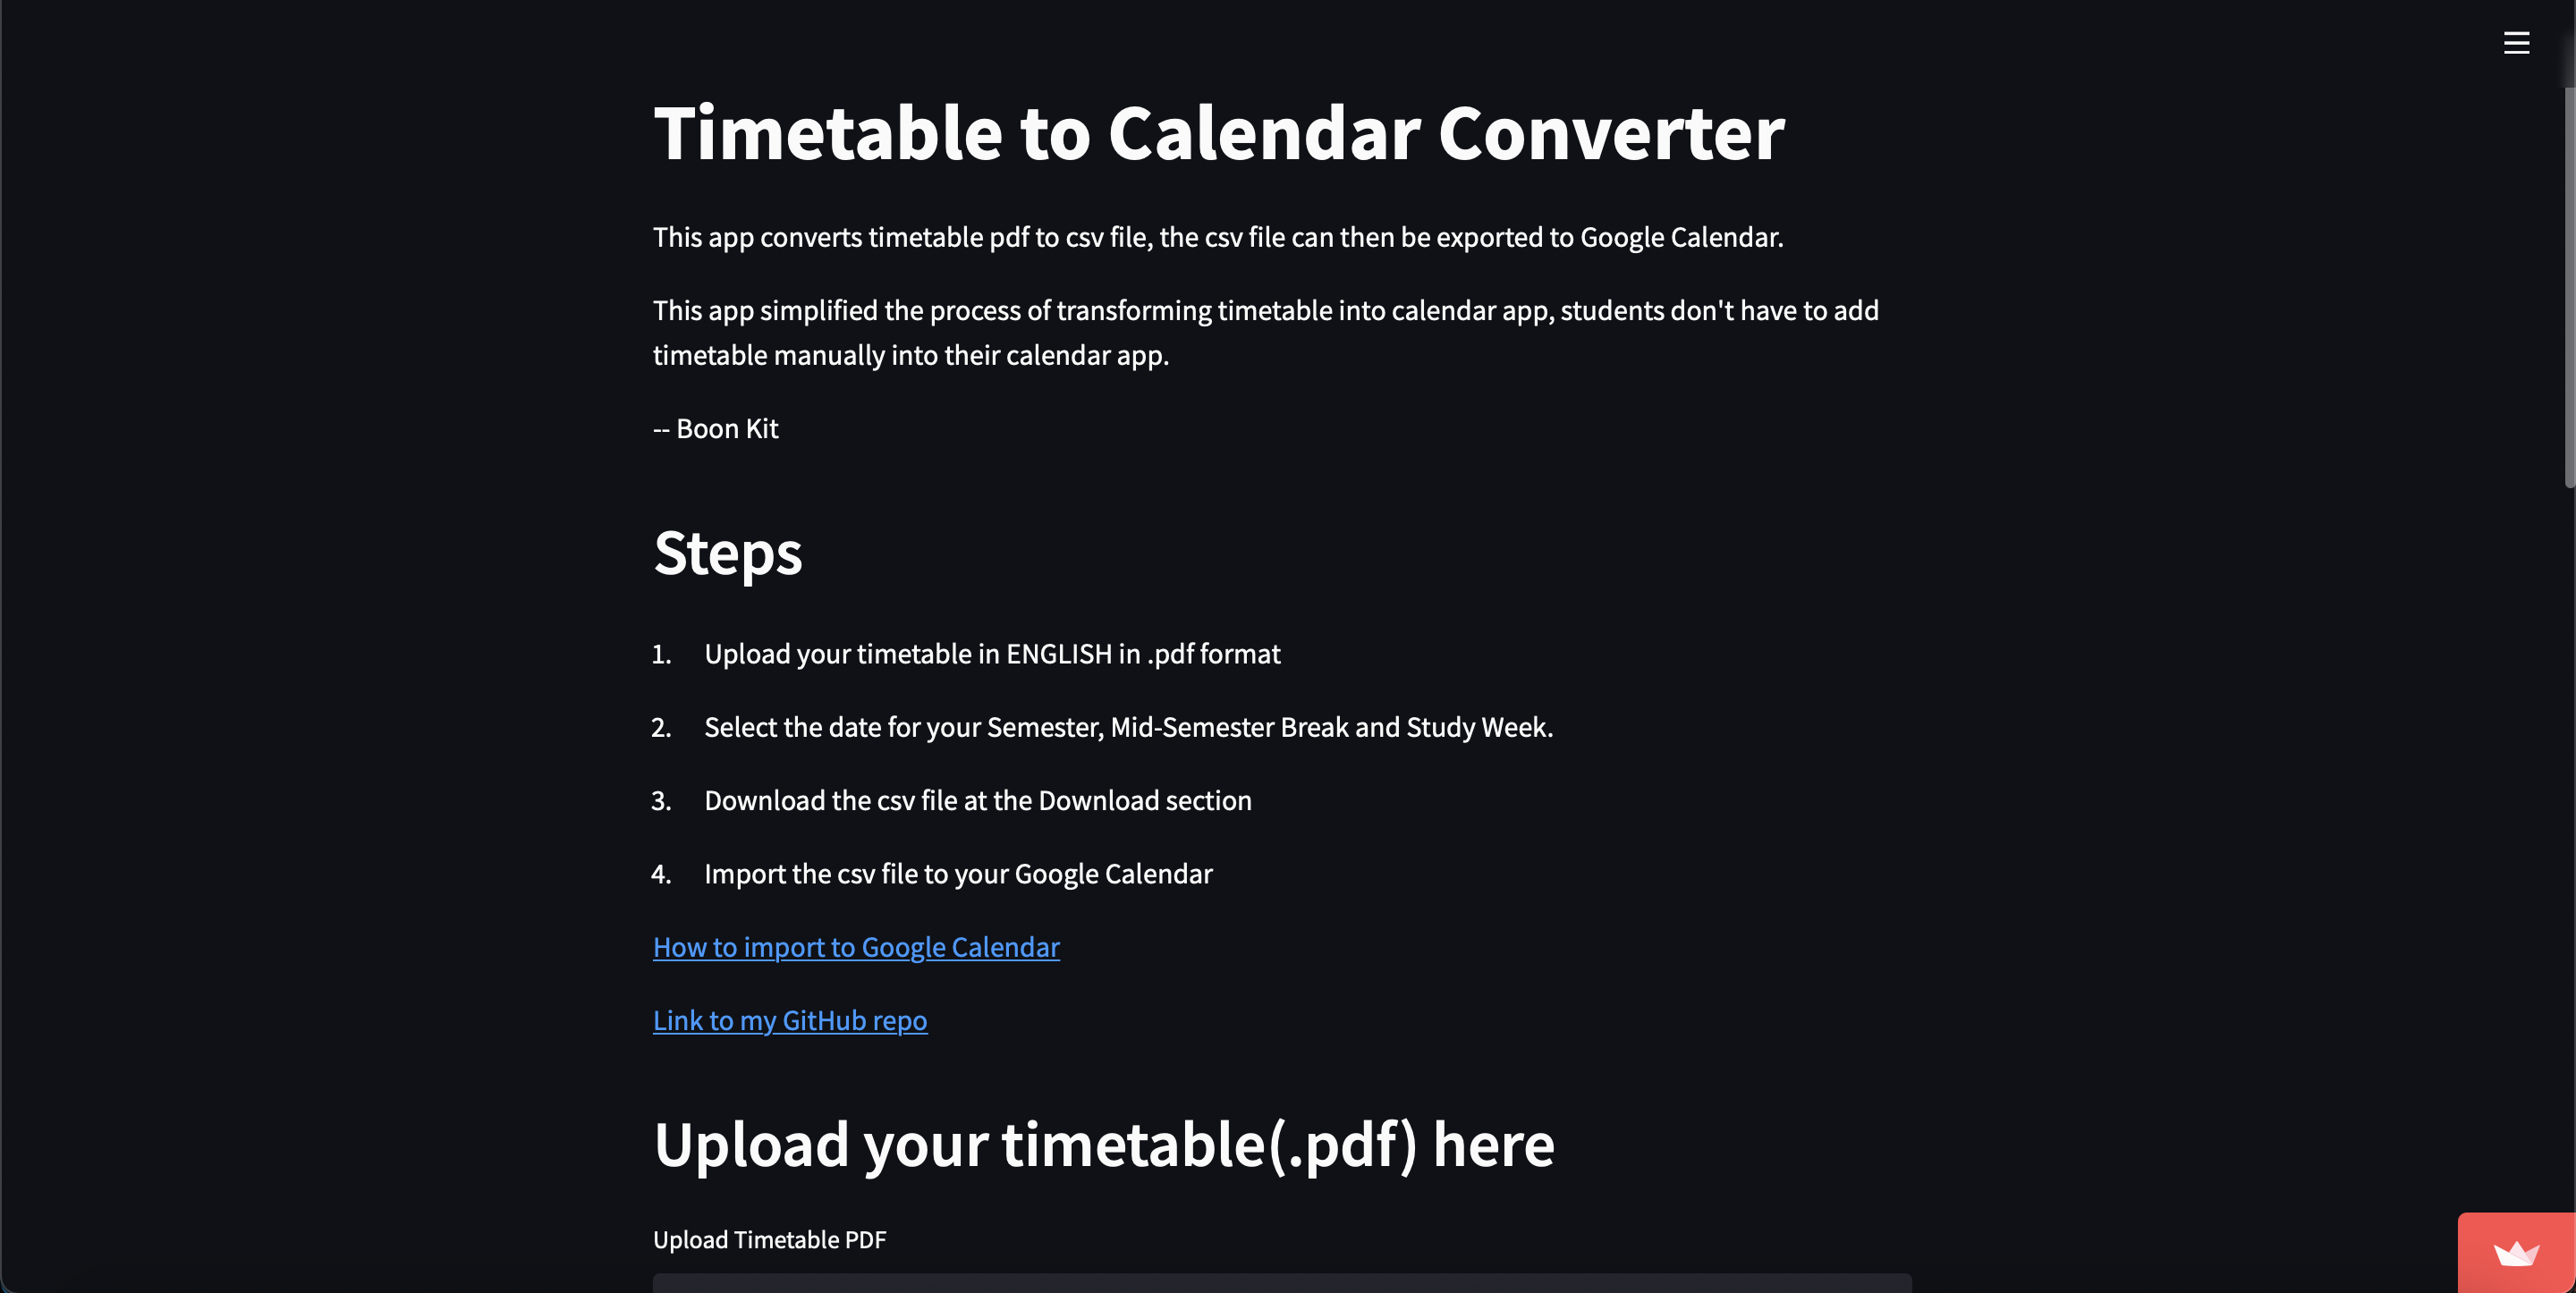 Timetable to Calendar Converter
This app converts timetable pdf to csv file, the csv file can then be exported to Google Calendar.
This app simplified the process of transforming timetable into calendar app, students don't have to add
timetable manually into their calendar app.
-- Boon Kit
Steps
1. Upload your timetable in ENGLISH in .pdf format
2. Select the date for your Semester, Mid-Semester Break and Study Week.
3. Download the csv file at the Download section
4. Import the csv file to your Google Calendar
How to import to Google Calendar
Link to my GitHub repo
Upload your timetable(.pdf) here
Upload Timetable PDF